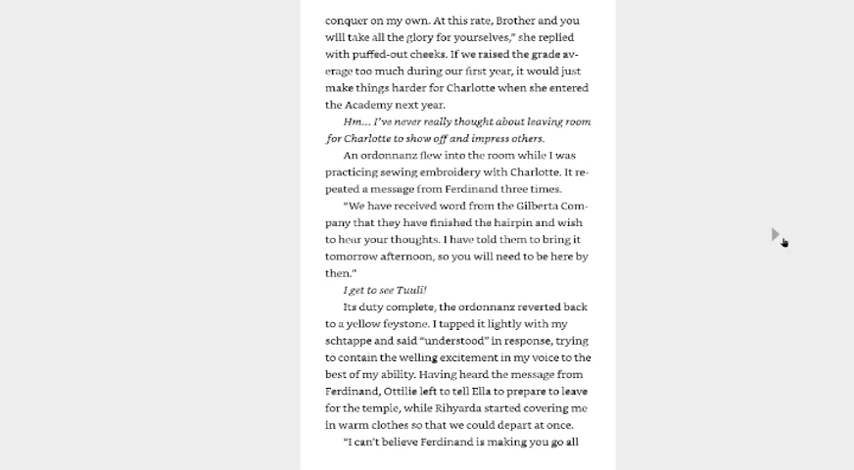 conquer on my own. At this rate, Brother and you
will take all the glory for yourselves,” she replied
with puffed-out cheeks. If we raised the grade av-
erage too much during our first year, it would just
make things harder for Charlotte when she entered
the Academy next year.
Hm... I’ve never really thought about leaving room
for Charlotte to show off and impress others.
An ordonnanz flew into the room while I was
practicing sewing embroidery with Charlotte. It re-
peated a message from Ferdinand three times.
“We have received word from the Gilberta Com-
pany that they have finished the hairpin and wish
to hear your thoughts. I have told them to bring it
tomorrow afternoon, so you will need to be here by
then.”
I get to see Tuuli!
Its duty complete, the ordonnanz reverted back
to a yellow feystone. I tapped it lightly with my
schtappe and said “understood” in response, trying
to contain the welling excitement in my voice to the
best of my ability. Having heard the message from
Ferdinand, Ottilie left to tell Ella to prepare to leave
for the temple, while Rihyarda started covering me
in warm clothes so that we could depart at once.
“I can’t believe Ferdinand is making you go all